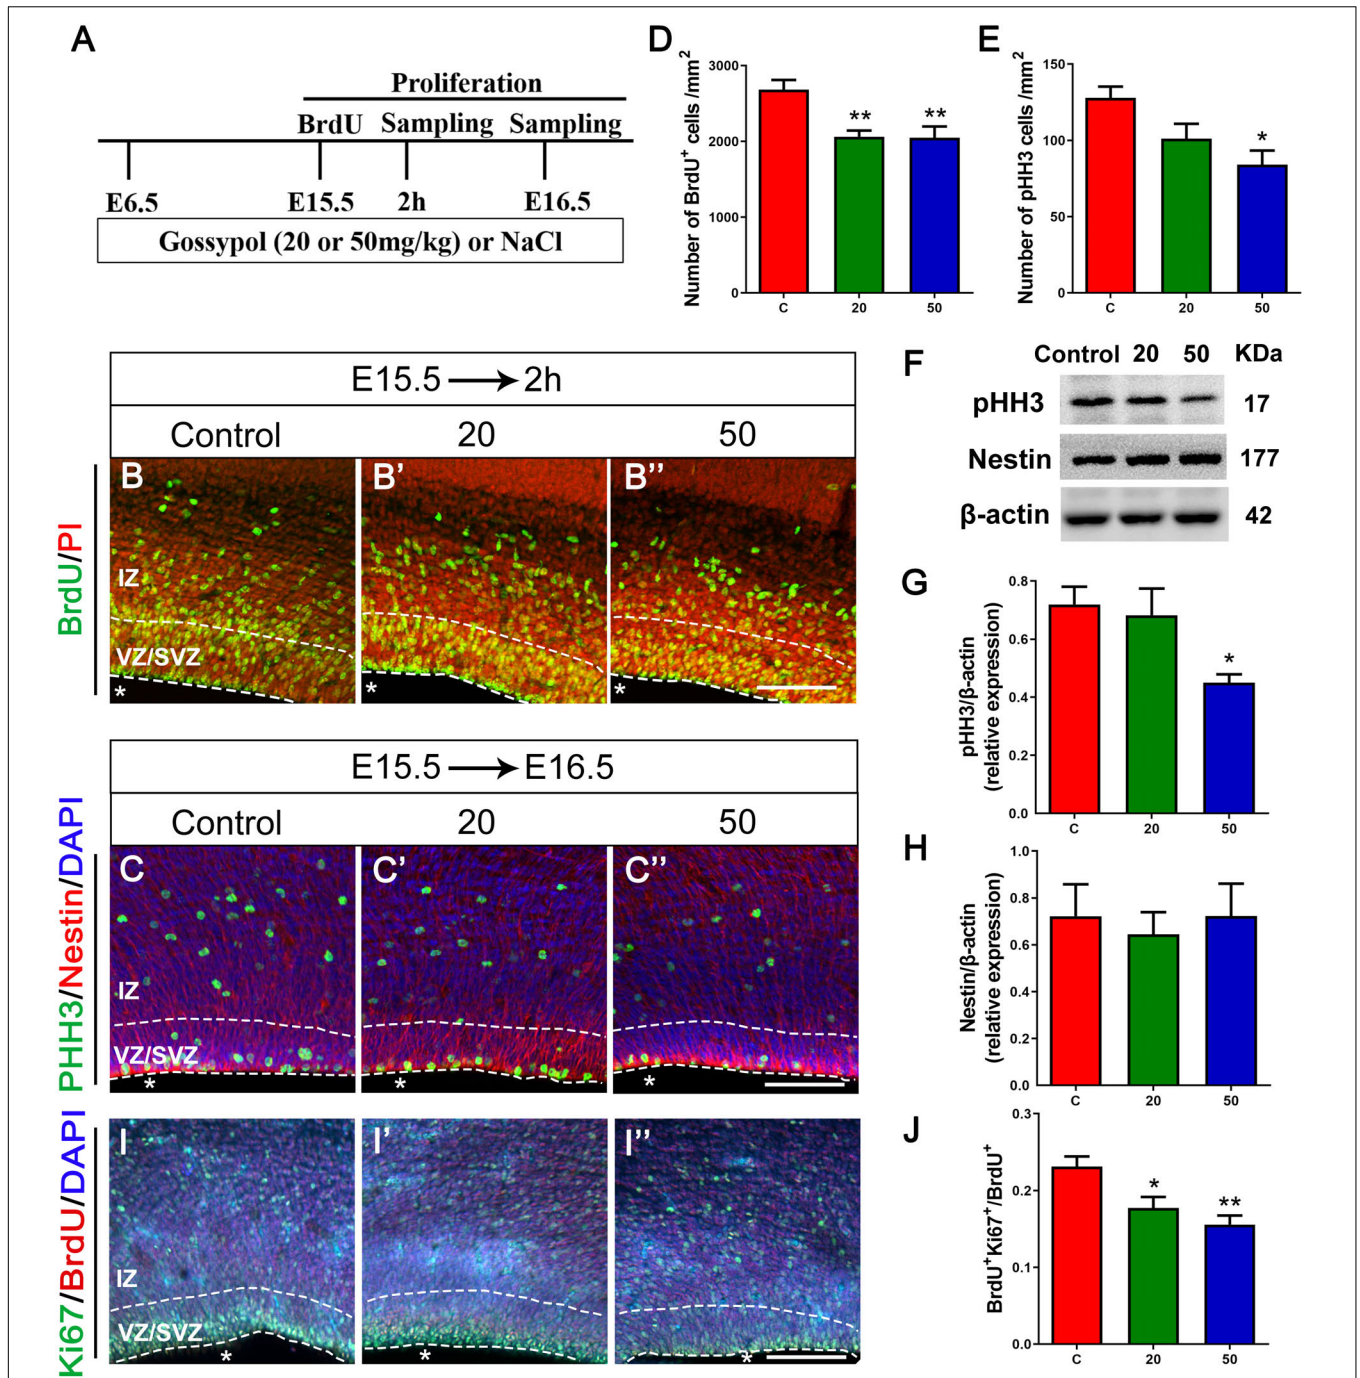 A
Proliferation
BrdU Sampling Sampling
E6.5 E15.5 2h E16.5
Gossypol (20 or 50mg/kg) or NaCl
D
Number of BrdU⁺ cells /mm²
3000
2000
1000
0
** **
C 20 50
E
Number of pHH3 cells /mm²
150
100
50
0
*
C 20 50
E15.5 → 2h
Control 20 50
BrdU/PI
B B' B''
IZ
VZ/SVZ
* * *
F
Control 20 50 KDa
pHH3 17
Nestin 177
β-actin 42
G
pHH3/β-actin
(relative expression)
0.8
0.6
0.4
0.2
0.0
*
C 20 50
E15.5 → E16.5
Control 20 50
PHH3/Nestin/DAPI
C C' C''
IZ
VZ/SVZ
* * *
H
Nestin/β-actin
(relative expression)
1.0
0.8
0.6
0.4
0.2
0.0
C 20 50
Ki67/BrdU/DAPI
I I' I''
IZ
VZ/SVZ
* * *
J
BrdU⁺Ki67⁺/BrdU⁺
0.3
0.2
0.1
0.0
* **
C 20 50